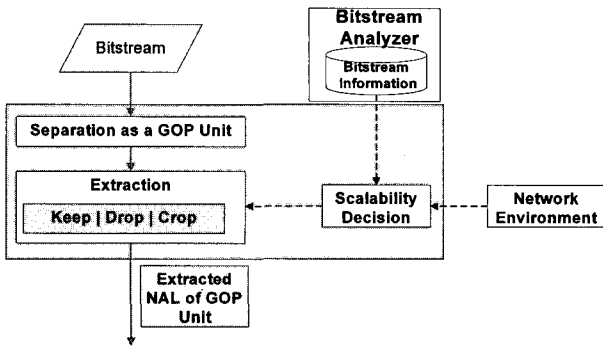 Bitstream
Bitstream
Analyzer
Bitstream
Information
Separation as a GOP Unit
Extraction
Keep | Drop | Crop
Scalability
Decision
Network
Environment
Extracted
NAL of GOP
Unit